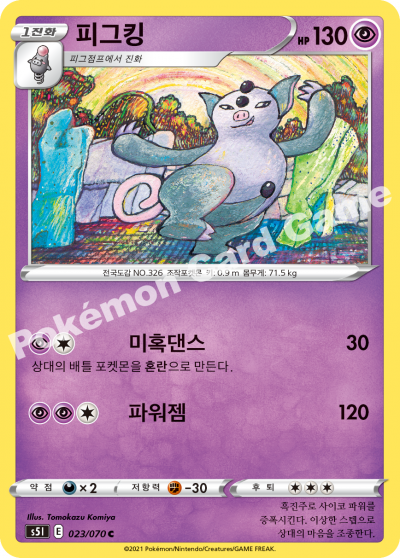 1진화
피그킹
HP 130
피그점프에서 진화
전국도감 NO.326 조작포켓몬 키: 0.9 m 몸무게: 71.5 kg
Pokémon Card Game
미혹댄스 30
상대의 배틀 포켓몬을 혼란으로 만든다.
파워젬 120
약점 ×2 저항력 -30 후퇴
Illus. Tomokazu Komiya
s5I E 023/070 C
흑진주로 사이코 파워를
증폭시킨다. 이상한 스텝으로
상대의 마음을 조종한다.
©2021 Pokémon/Nintendo/Creatures/GAME FREAK.